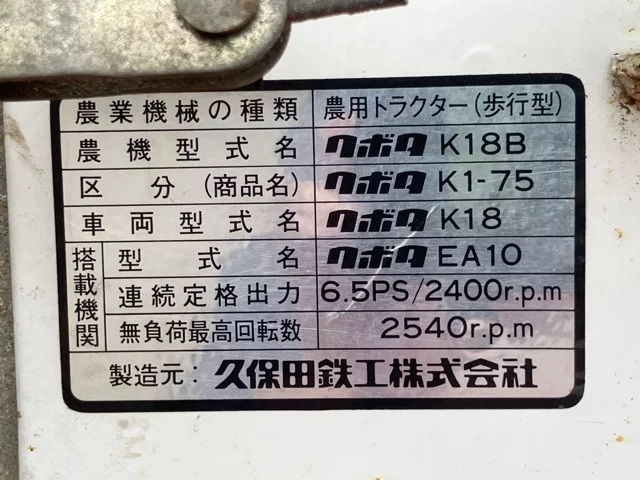 農業機械の種類 農用トラクター(歩行型)
農機型式名 クボタ K18B
区分(商品名) クボタ K1-75
車両型式名 クボタ K18
搭載機関 型式名 クボタ EA10
連続定格出力 6.5PS/2400r.p.m
無負荷最高回転数 2540r.p.m
製造元: 久保田鉄工株式会社